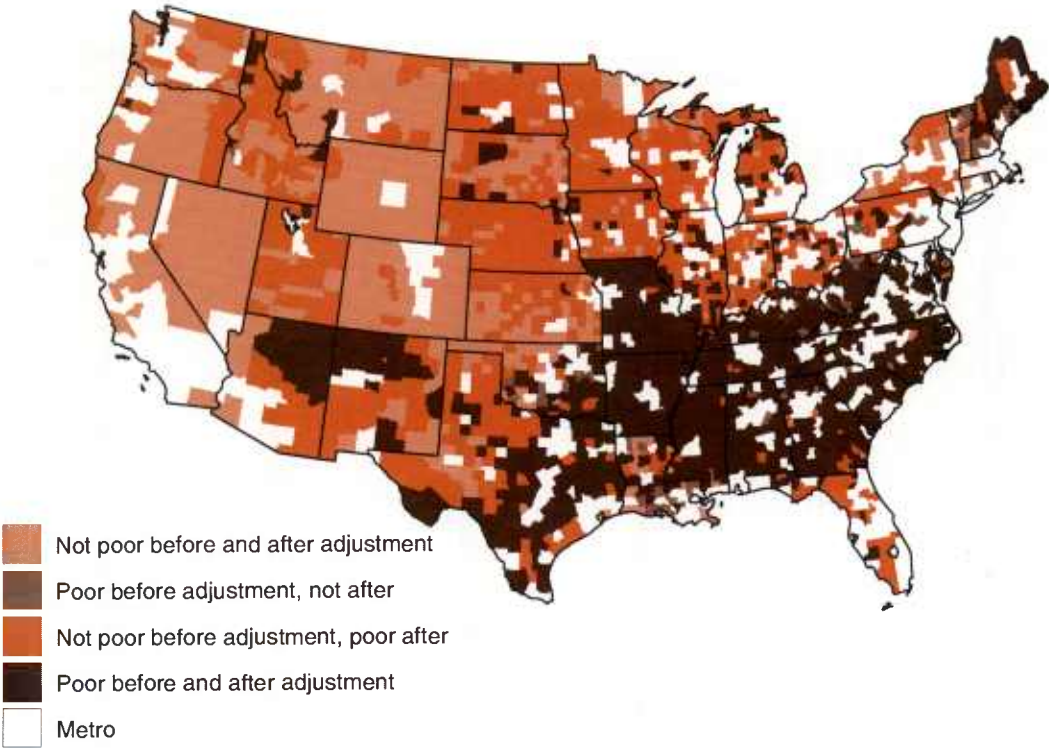 Not poor before and after adjustment
Poor before adjustment, not after
Not poor before adjustment, poor after
Poor before and after adjustment
Metro